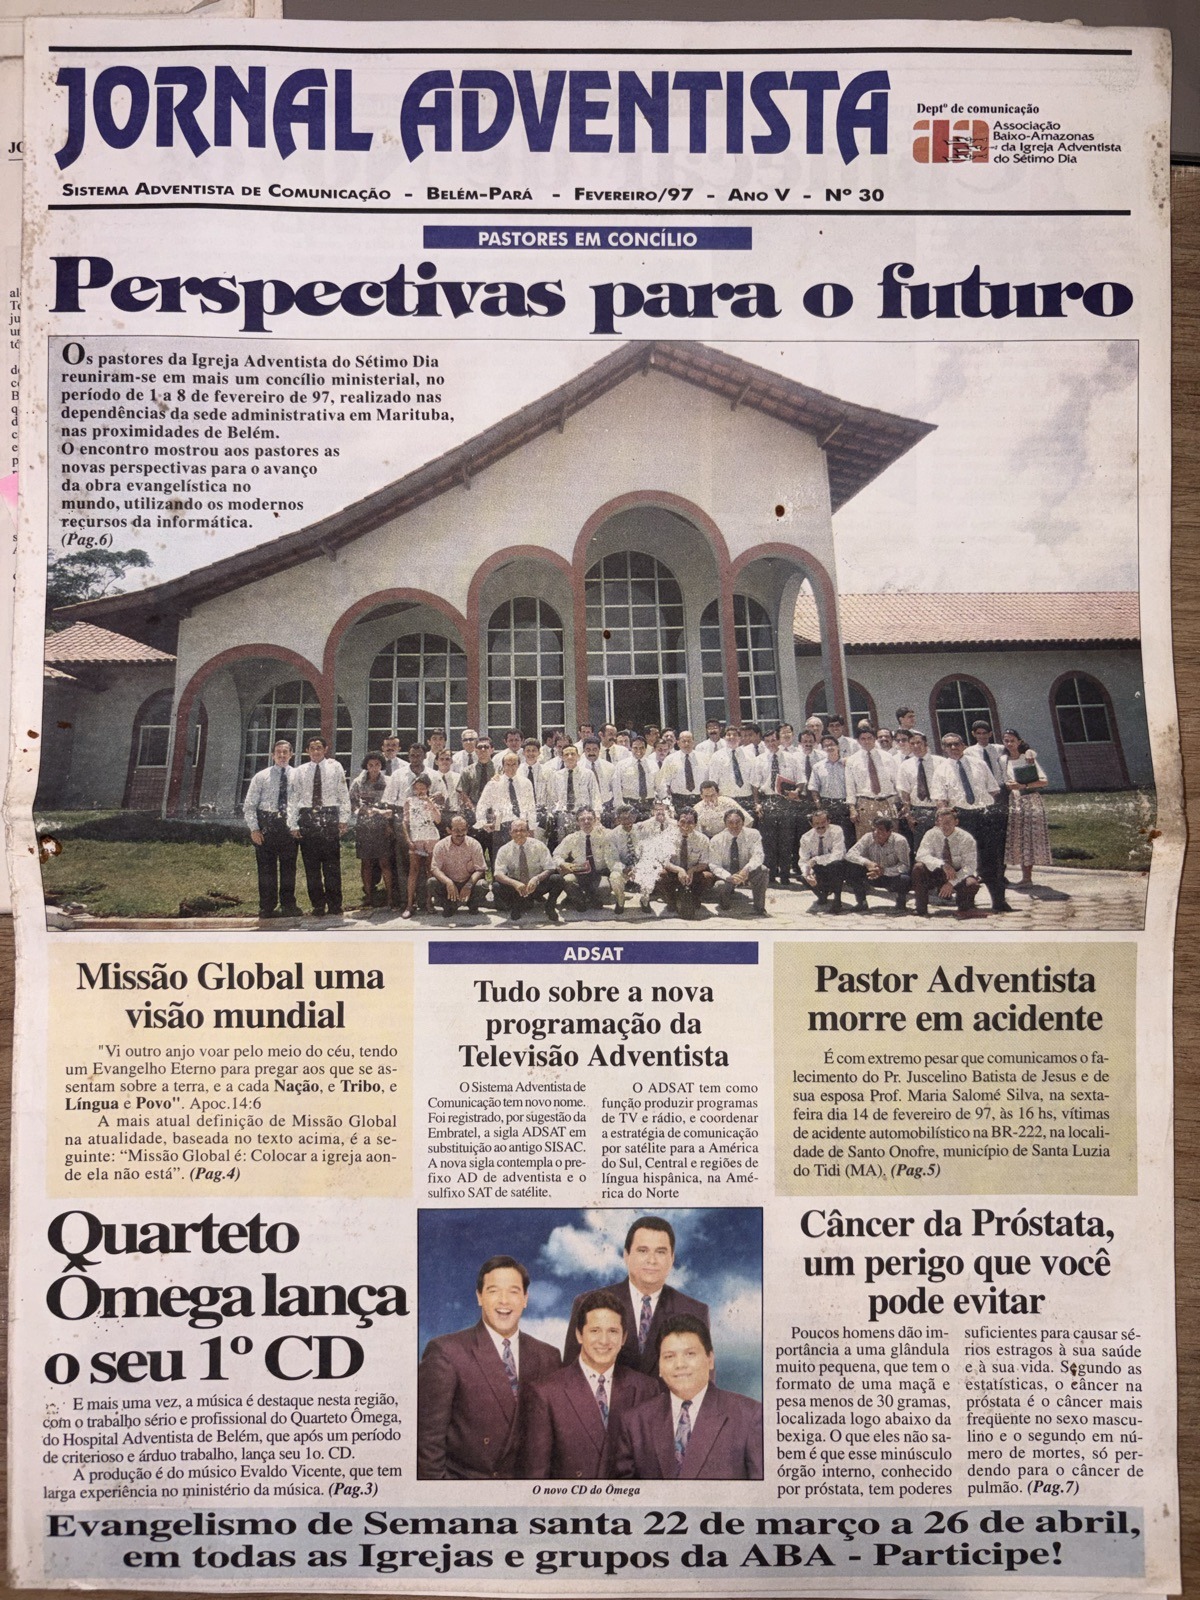 JORNAL ADVENTISTA
Deptº de comunicação
Associação
Baixo-Amazonas
da Igreja Adventista
do Sétimo Dia
SISTEMA ADVENTISTA DE COMUNICAÇÃO - BELÉM-PARÁ - FEVEREIRO/97 - ANO V - Nº 30
PASTORES EM CONCÍLIO
Perspectivas para o futuro
Os pastores da Igreja Adventista do Sétimo Dia
reuniram-se em mais um concílio ministerial, no
período de 1 a 8 de fevereiro de 97, realizado nas
dependências da sede administrativa em Marituba,
nas proximidades de Belém.
O encontro mostrou aos pastores as
novas perspectivas para o avanço
da obra evangelística no
mundo, utilizando os modernos
recursos da informática.
(Pag.6)
Missão Global uma
visão mundial
"Vi outro anjo voar pelo meio do céu, tendo
um Evangelho Eterno para pregar aos que se as-
sentam sobre a terra, e a cada Nação, e Tribo, e
Língua e Povo". Apoc.14:6
A mais atual definição de Missão Global
na atualidade, baseada no texto acima, é a se-
guinte: “Missão Global é: Colocar a igreja aon-
de ela não está”. (Pag.4)
ADSAT
Tudo sobre a nova
programação da
Televisão Adventista
O Sistema Adventista de
Comunicação tem novo nome.
Foi registrado, por sugestão da
Embratel, a sigla ADSAT em
substituição ao antigo SISAC.
A nova sigla contempla o pre-
fixo AD de adventista e o
sulfixo SAT de satélite.
O ADSAT tem como
função produzir programas
de TV e rádio, e coordenar
a estratégia de comunicação
por satélite para a América
do Sul, Central e regiões de
língua hispânica, na Amé-
rica do Norte
Pastor Adventista
morre em acidente
É com extremo pesar que comunicamos o fa-
lecimento do Pr. Juscelino Batista de Jesus e de
sua esposa Prof. Maria Salomé Silva, na sexta-
feira dia 14 de fevereiro de 97, às 16 hs, vítimas
de acidente automobilístico na BR-222, na locali-
dade de Santo Onofre, município de Santa Luzia
do Tidi (MA). (Pag.5)
Quarteto
Ômega lança
o seu 1º CD
E mais uma vez, a música é destaque nesta região,
com o trabalho sério e profissional do Quarteto Ômega,
do Hospital Adventista de Belém, que após um período
de criterioso e árduo trabalho, lança seu 1o. CD.
A produção é do músico Evaldo Vicente, que tem
larga experiência no ministério da música. (Pag.3)
O novo CD do Ômega
Câncer da Próstata,
um perigo que você
pode evitar
Poucos homens dão im-
portância a uma glândula
muito pequena, que tem o
formato de uma maçã e
pesa menos de 30 gramas,
localizada logo abaixo da
bexiga. O que eles não sa-
bem é que esse minúsculo
órgão interno, conhecido
por próstata, tem poderes
suficientes para causar sé-
rios estragos à sua saúde
e à sua vida. Segundo as
estatísticas, o câncer na
próstata é o câncer mais
freqüente no sexo mascu-
lino e o segundo em nú-
mero de mortes, só per-
dendo para o câncer de
pulmão. (Pag.7)
Evangelismo de Semana santa 22 de março a 26 de abril,
em todas as Igrejas e grupos da ABA - Participe!